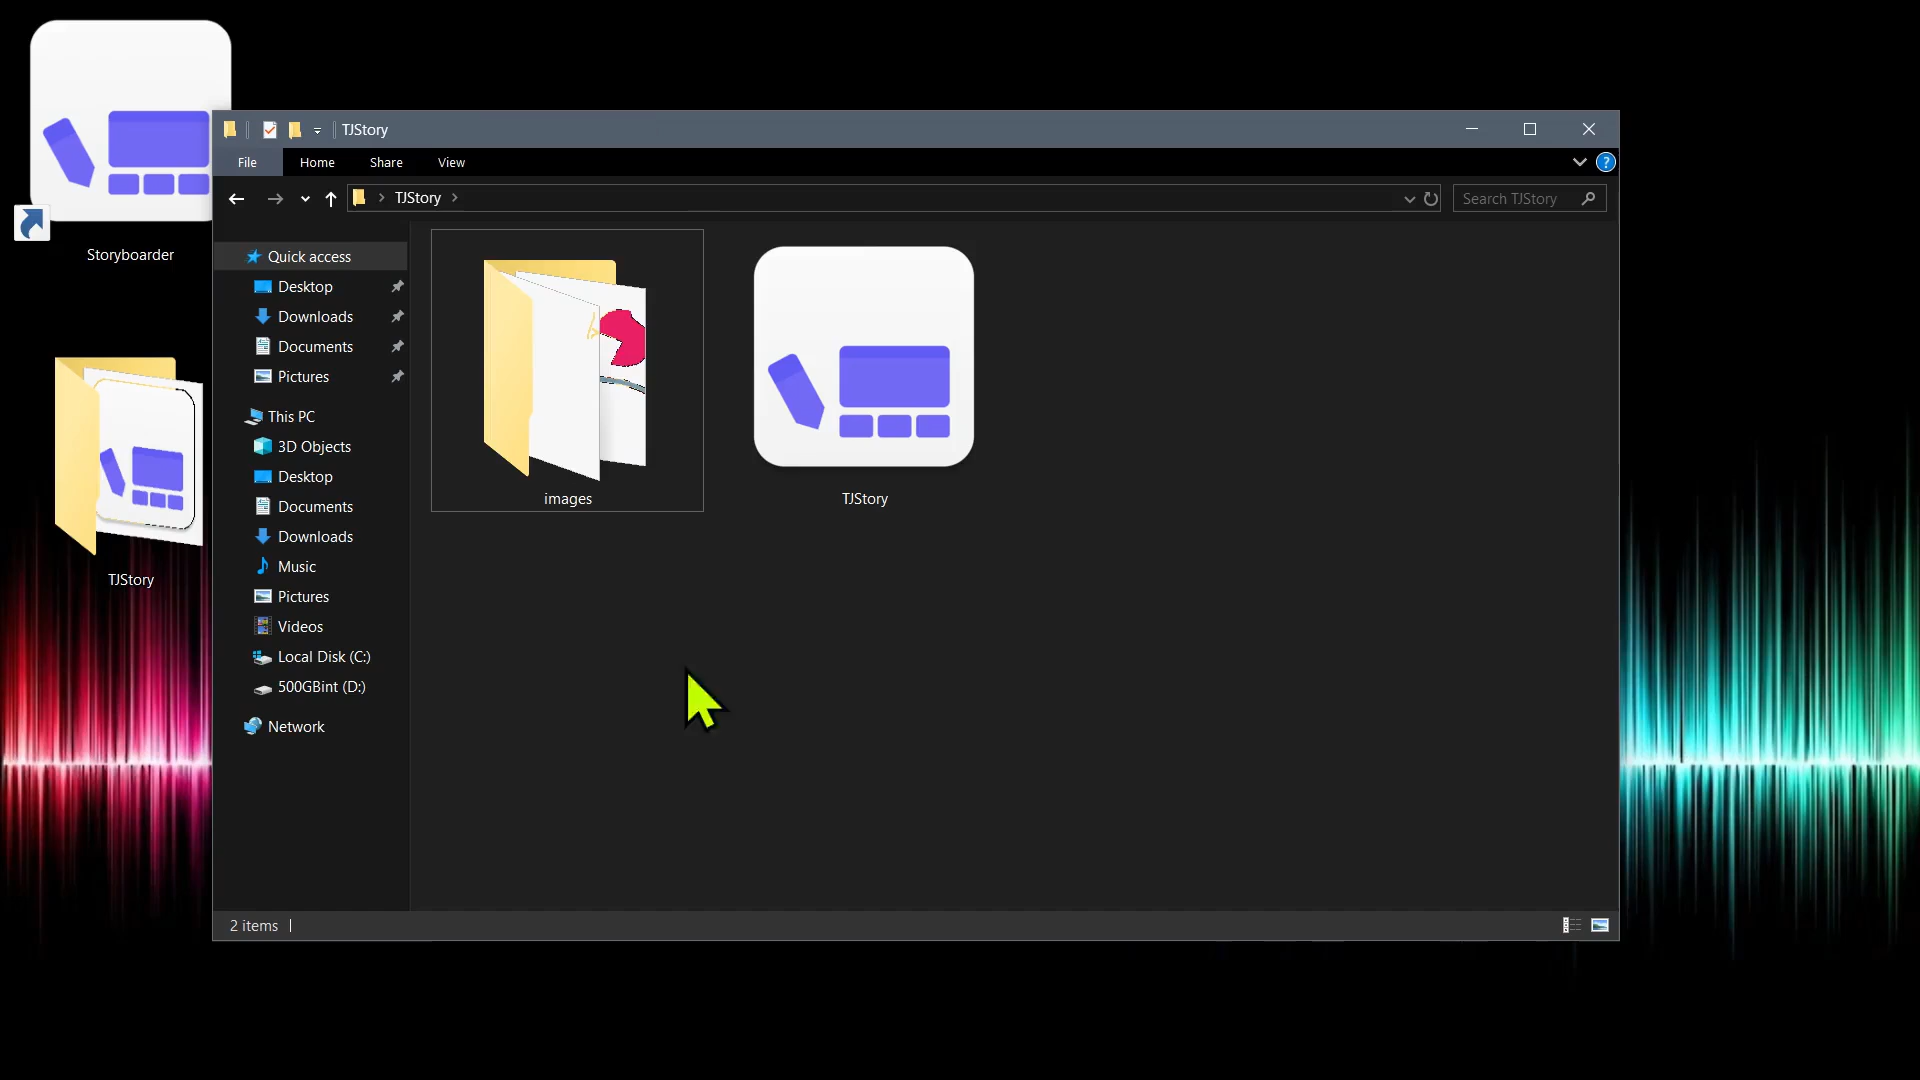 Storyboarder
TJStory
TJStory
File Home Share View
TJStory
Search TJStory
Quick access
Desktop
Downloads
Documents
Pictures
This PC
3D Objects
Desktop
Documents
Downloads
Music
Pictures
Videos
Local Disk (C:)
500GBint (D:)
Network
images
TJStory
2 items